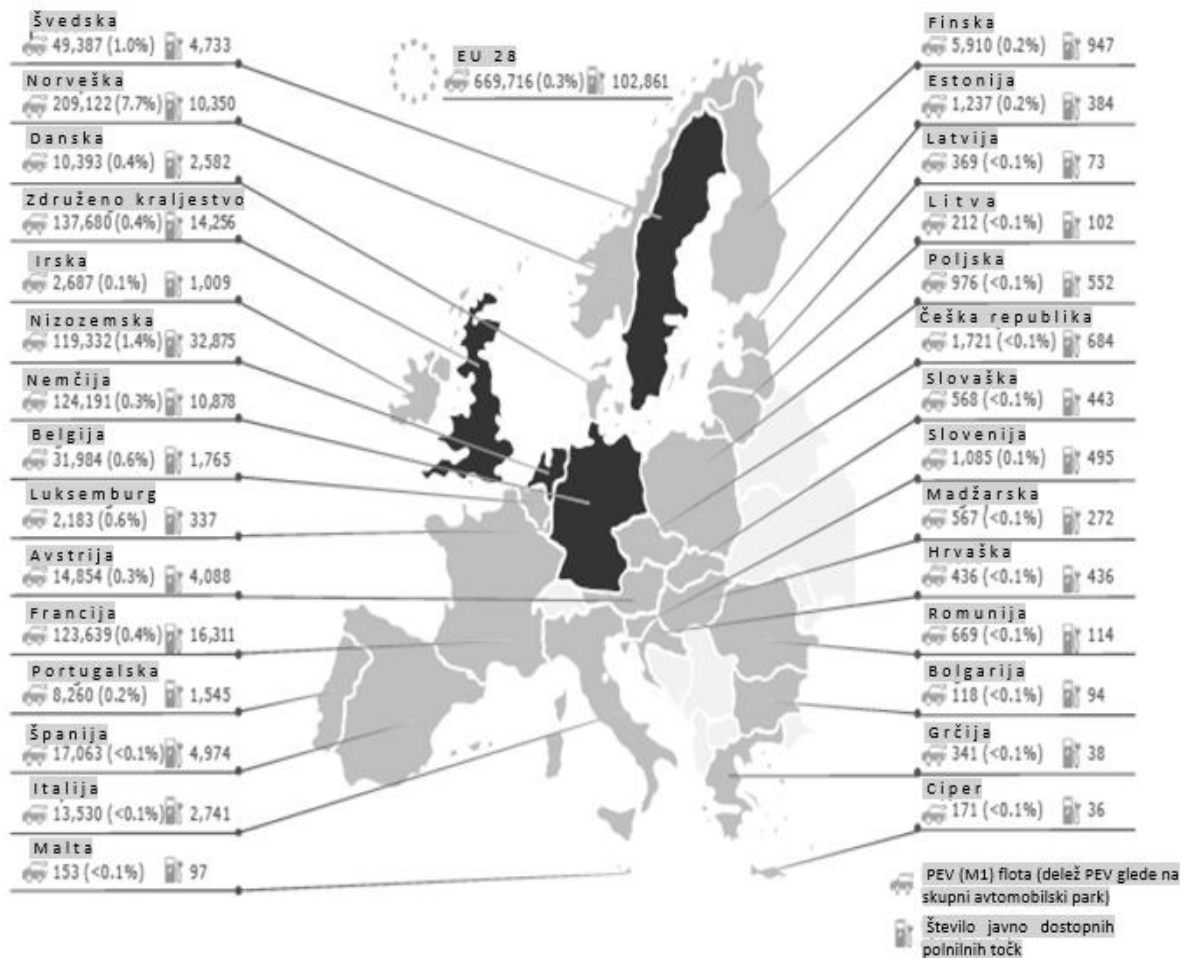 Švedska
49,387 (1.0%) 4,733
Norveška
209,122 (7.7%) 10,350
Danska
10,393 (0.4%) 2,582
Združeno kraljestvo
137,680 (0.4%) 14,256
Irska
2,687 (0.1%) 1,009
Nizozemska
119,332 (1.4%) 32,875
Nemčija
124,191 (0.3%) 10,878
Belgija
31,984 (0.6%) 1,765
Luksemburg
2,183 (0.6%) 337
Avstrija
14,854 (0.3%) 4,088
Francija
123,639 (0.4%) 16,311
Portugalska
8,260 (0.2%) 1,545
Španija
17,063 (<0.1%) 4,974
Italija
13,530 (<0.1%) 2,741
Malta
153 (<0.1%) 97
EU 28
669,716 (0.3%) 102,861
Finska
5,910 (0.2%) 947
Estonija
1,237 (0.2%) 384
Latvija
369 (<0.1%) 73
Litva
212 (<0.1%) 102
Poljska
976 (<0.1%) 552
Češka republika
1,721 (<0.1%) 684
Slovaška
568 (<0.1%) 443
Slovenija
1,085 (0.1%) 495
Madžarska
567 (<0.1%) 272
Hrvaška
436 (<0.1%) 436
Romunija
669 (<0.1%) 114
Bolgarija
118 (<0.1%) 94
Grčija
341 (<0.1%) 38
Ciper
171 (<0.1%) 36
PEV (M1) flota (delež PEV glede na
skupni avtomobilski park)
Število javno dostopnih
polnilnih točk